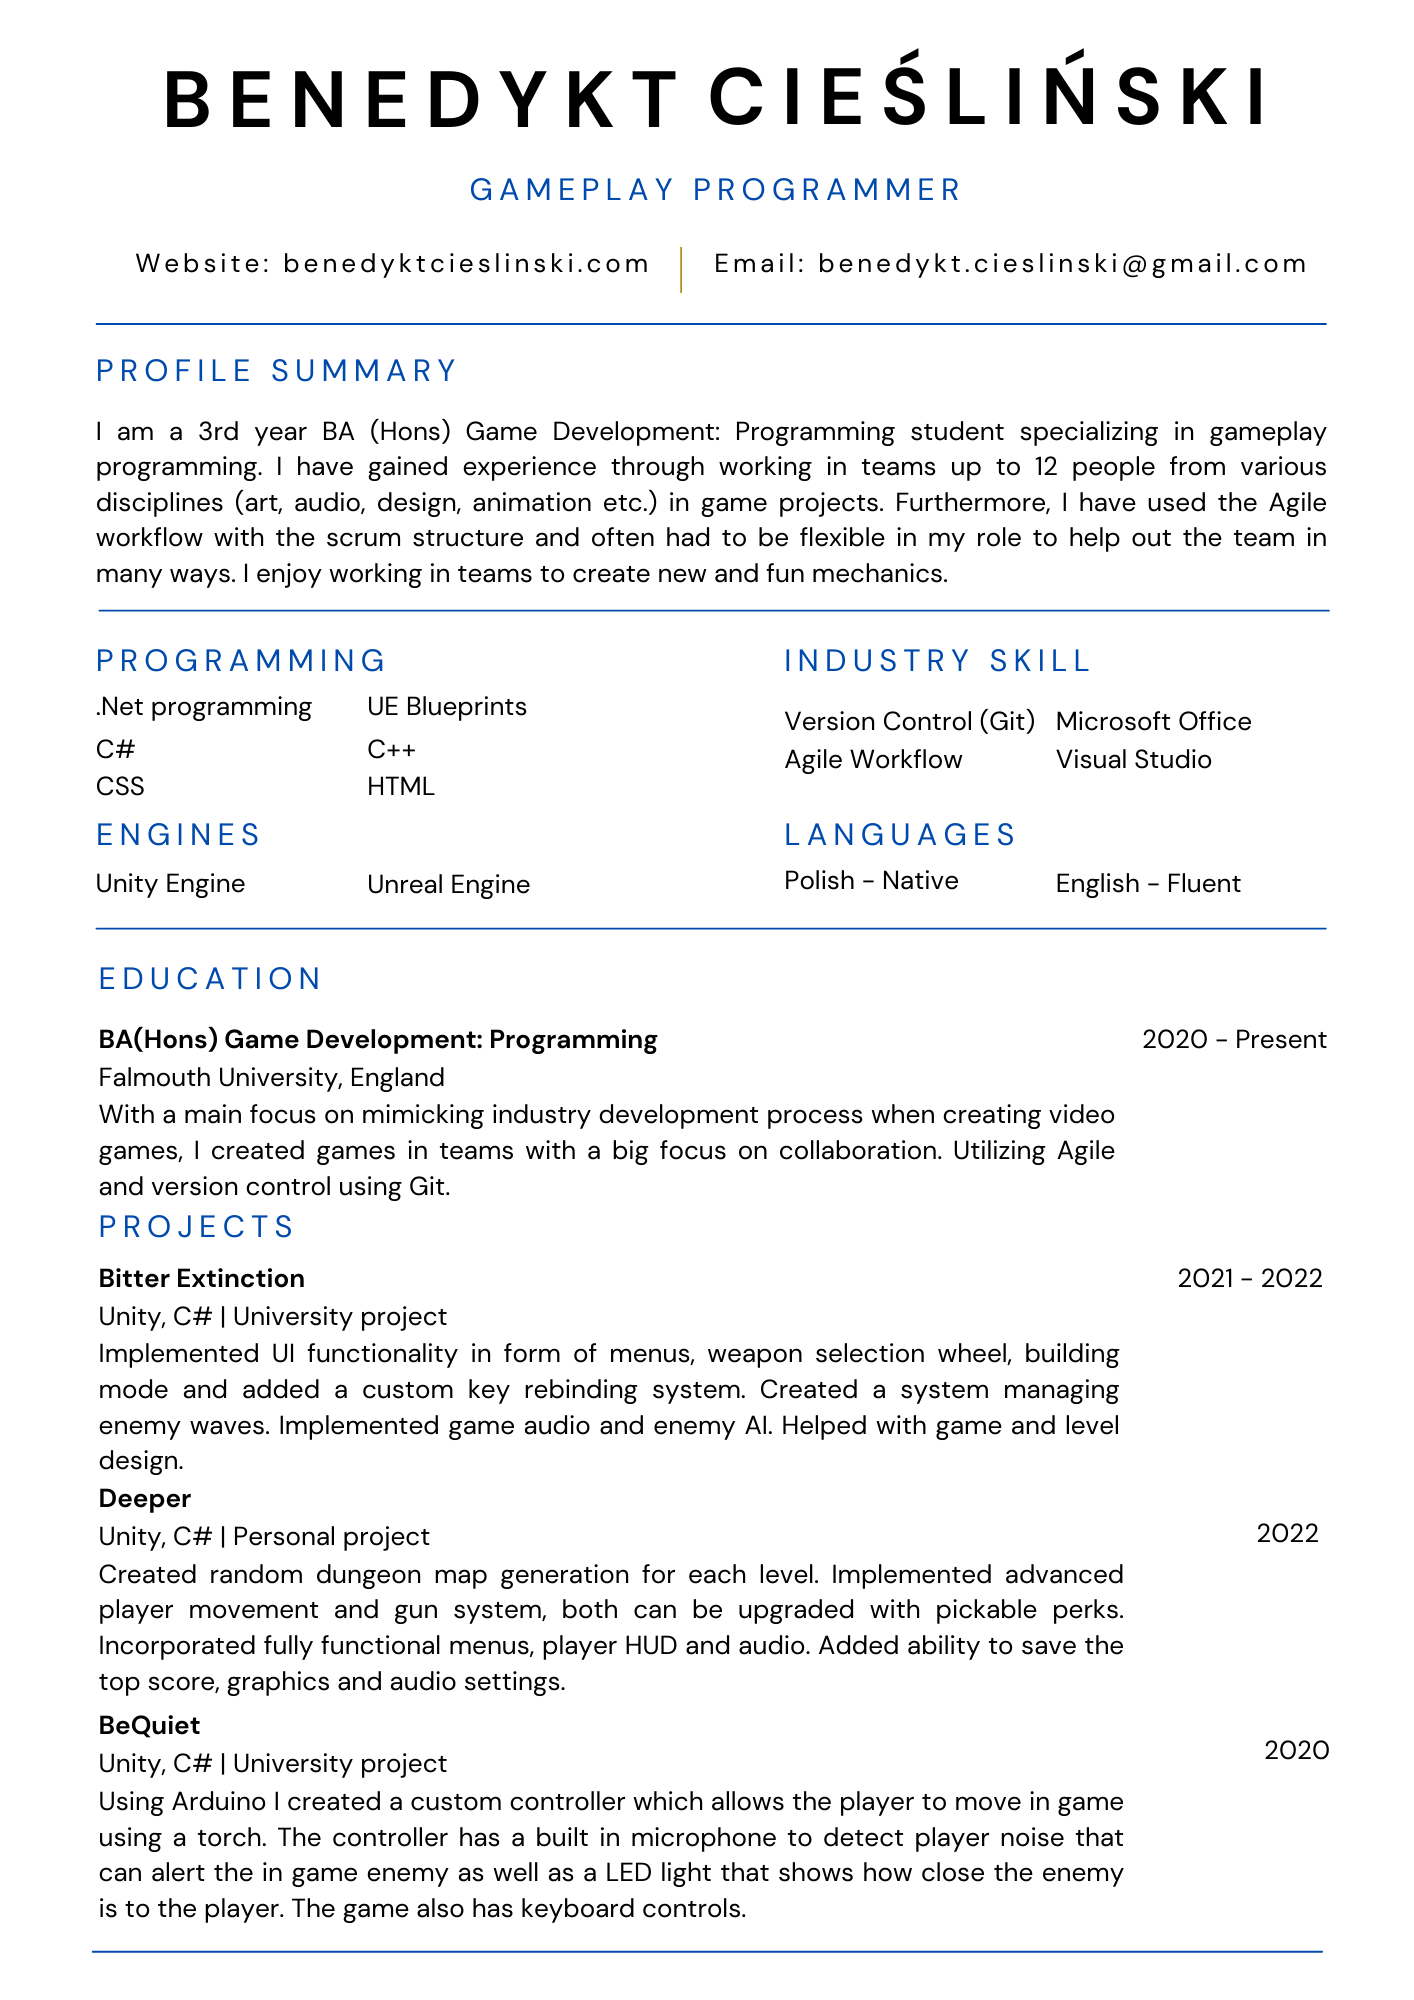 BENEDYKT CIEŚLIŃSKI
GAMEPLAY PROGRAMMER
Website: benedyktcieslinski.com
Email: benedykt.cieslinski@gmail.com
PROFILE SUMMARY
I am a 3rd year BA (Hons) Game Development: Programming student specializing in gameplay
programming. I have gained experience through working in teams up to 12 people from various
disciplines (art, audio, design, animation etc.) in game projects. Furthermore, I have used the Agile
workflow with the scrum structure and often had to be flexible in my role to help out the team in
many ways. I enjoy working in teams to create new and fun mechanics.
PROGRAMMING
.Net programming UE Blueprints
C# C++
CSS HTML
ENGINES
Unity Engine Unreal Engine
INDUSTRY SKILL
Version Control (Git) Microsoft Office
Agile Workflow Visual Studio
LANGUAGES
Polish - Native English - Fluent
EDUCATION
BA(Hons) Game Development: Programming 2020 - Present
Falmouth University, England
With a main focus on mimicking industry development process when creating video
games, I created games in teams with a big focus on collaboration. Utilizing Agile
and version control using Git.
PROJECTS
Bitter Extinction 2021 - 2022
Unity, C# | University project
Implemented UI functionality in form of menus, weapon selection wheel, building
mode and added a custom key rebinding system. Created a system managing
enemy waves. Implemented game audio and enemy AI. Helped with game and level
design.
Deeper
Unity, C# | Personal project 2022
Created random dungeon map generation for each level. Implemented advanced
player movement and gun system, both can be upgraded with pickable perks.
Incorporated fully functional menus, player HUD and audio. Added ability to save the
top score, graphics and audio settings.
BeQuiet
Unity, C# | University project 2020
Using Arduino I created a custom controller which allows the player to move in game
using a torch. The controller has a built in microphone to detect player noise that
can alert the in game enemy as well as a LED light that shows how close the enemy
is to the player. The game also has keyboard controls.